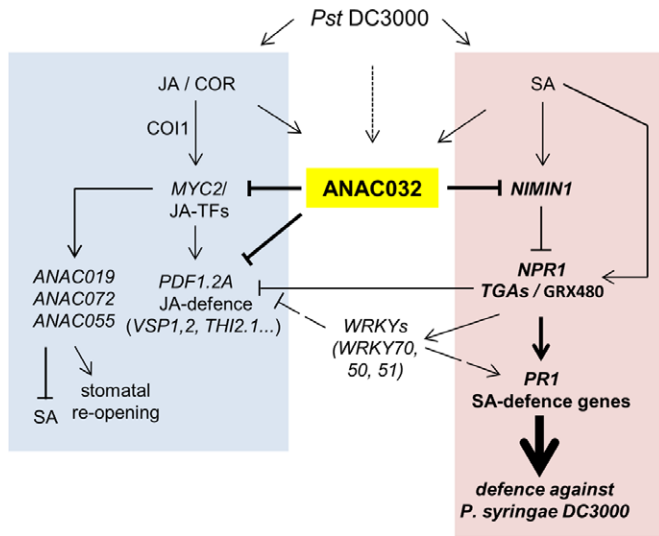 Pst DC3000
JA / COR
SA
COI1
MYC2/
JA-TFs
ANAC032
NIMIN1
ANAC019
ANAC072
ANAC055
PDF1.2A
JA-defence
(VSP1,2, THI2.1...)
NPR1
TGAs / GRX480
WRKYs
(WRKY70,
50, 51)
SA
stomatal
re-opening
PR1
SA-defence genes
defence against
P. syringae DC3000